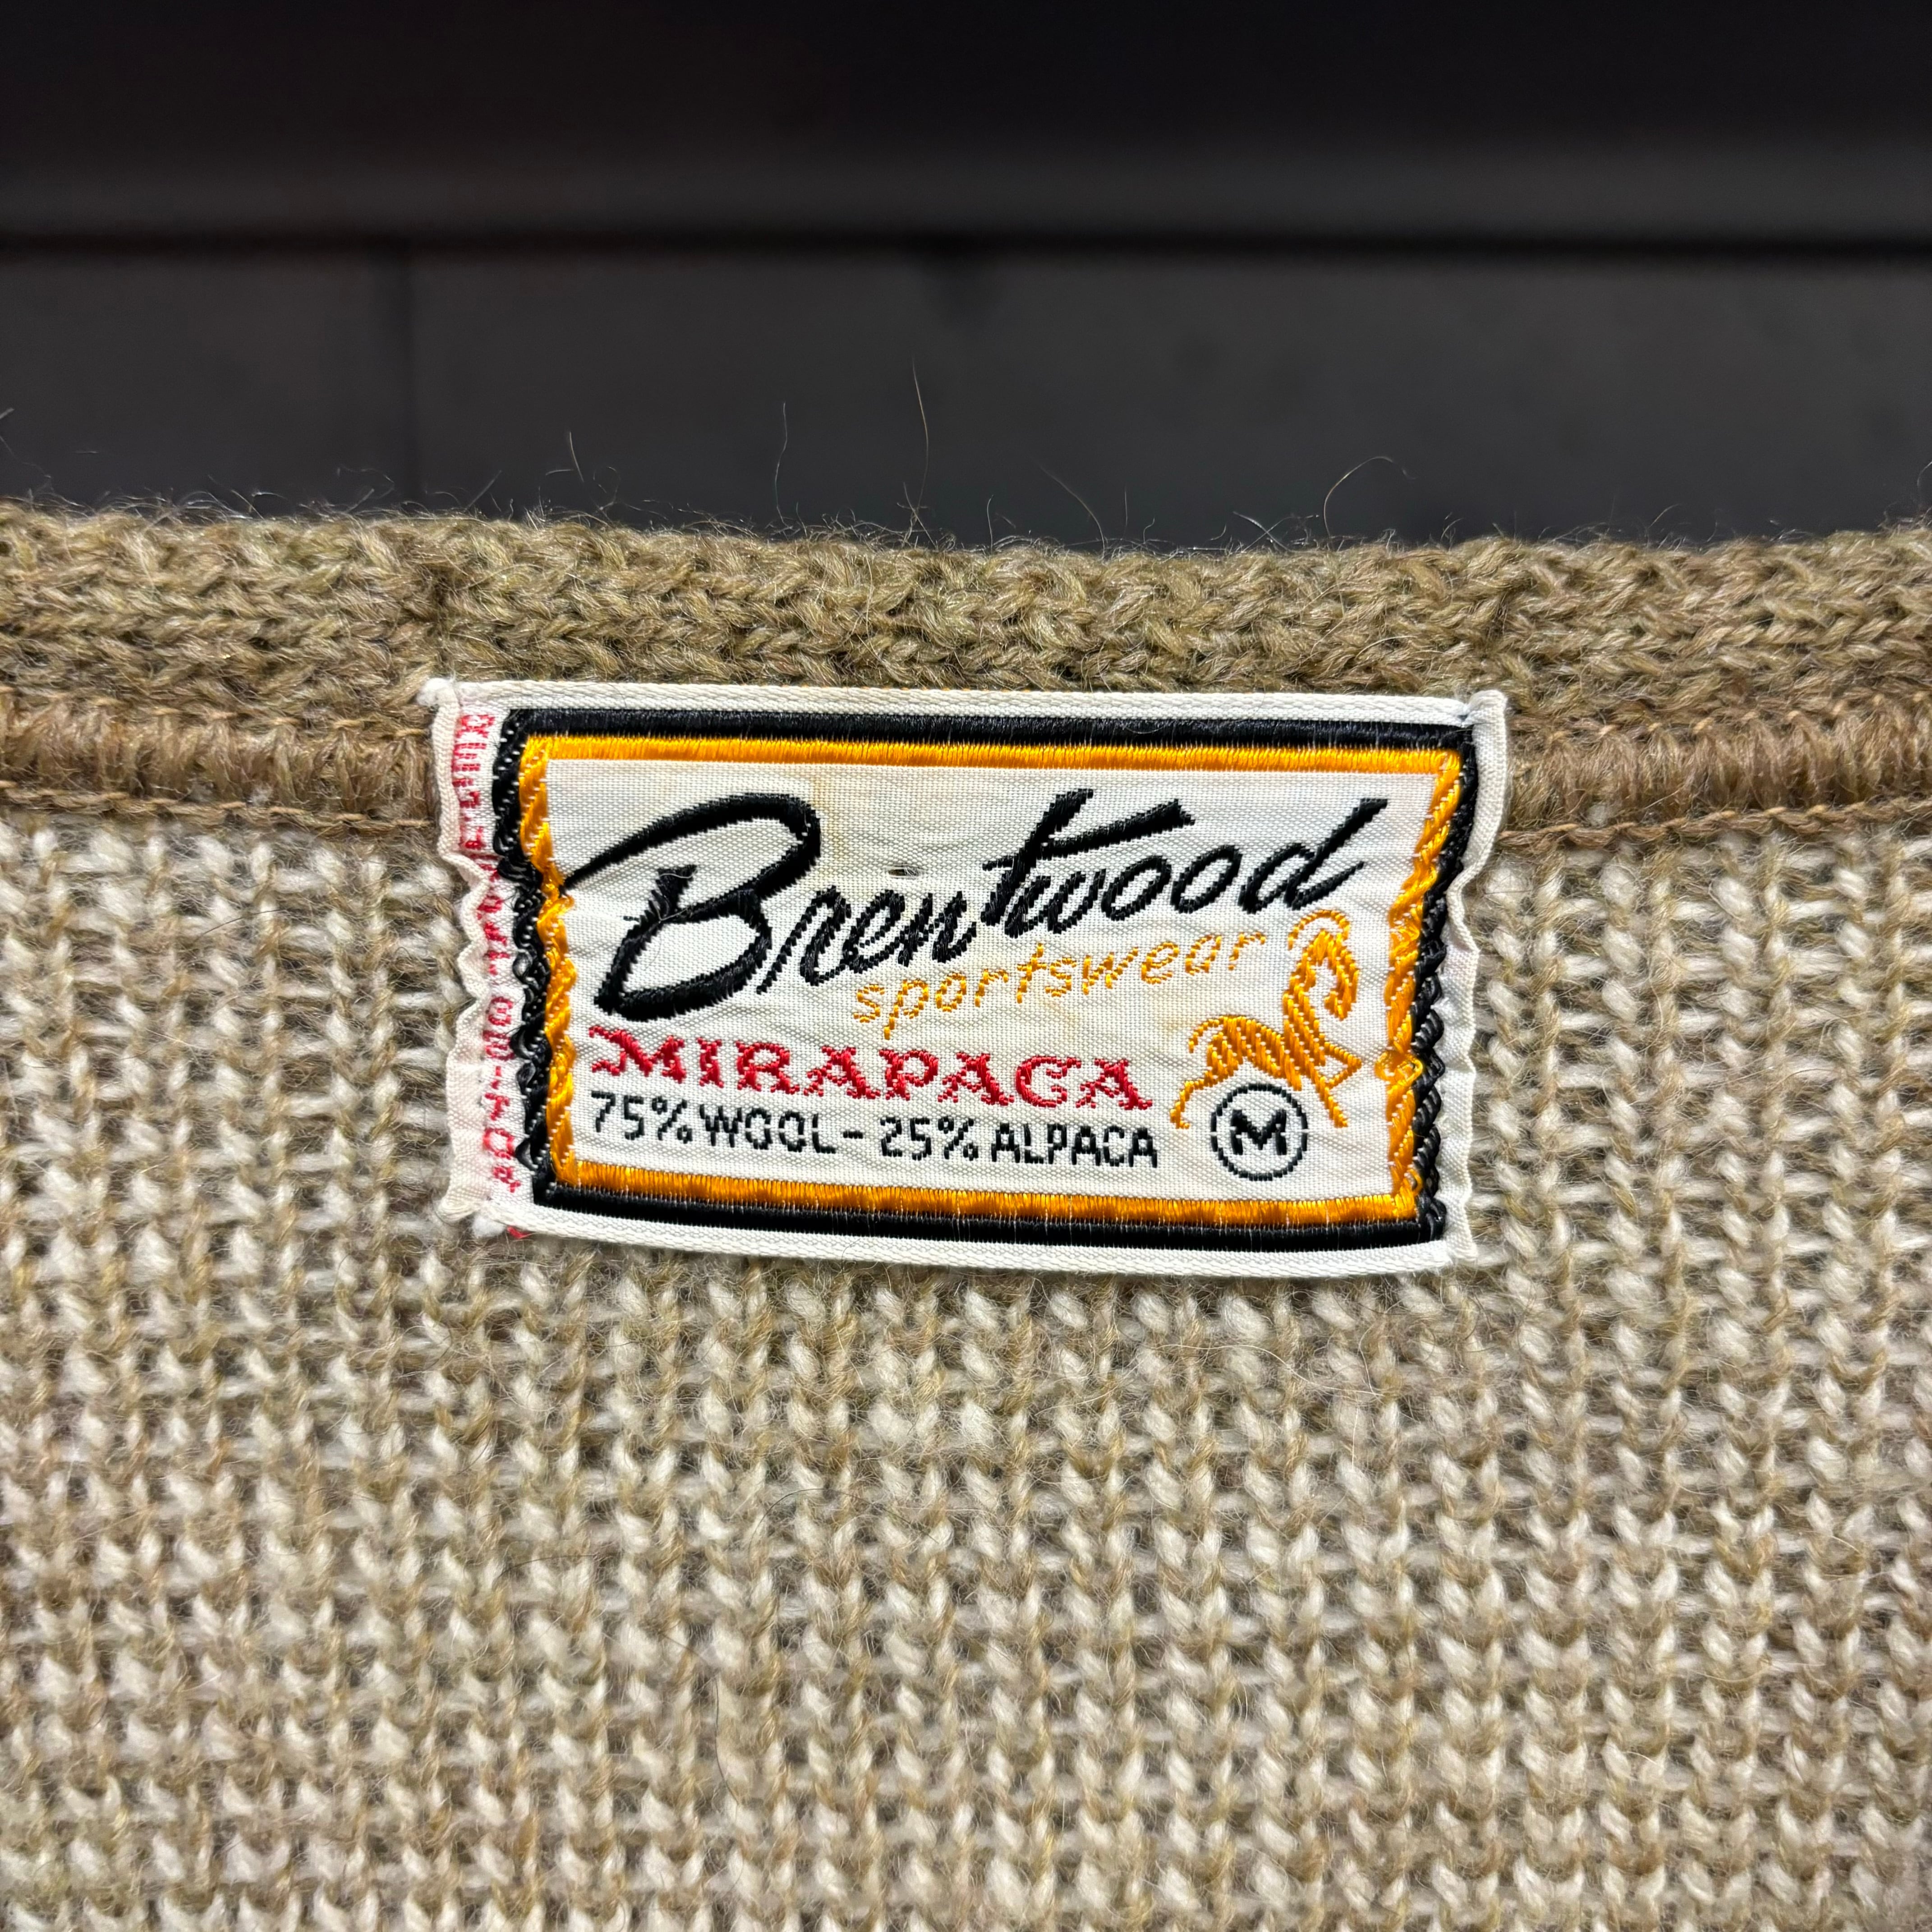 Brentwood
sportswear
MIRAPACA
75% WOOL - 25% ALPACA
M